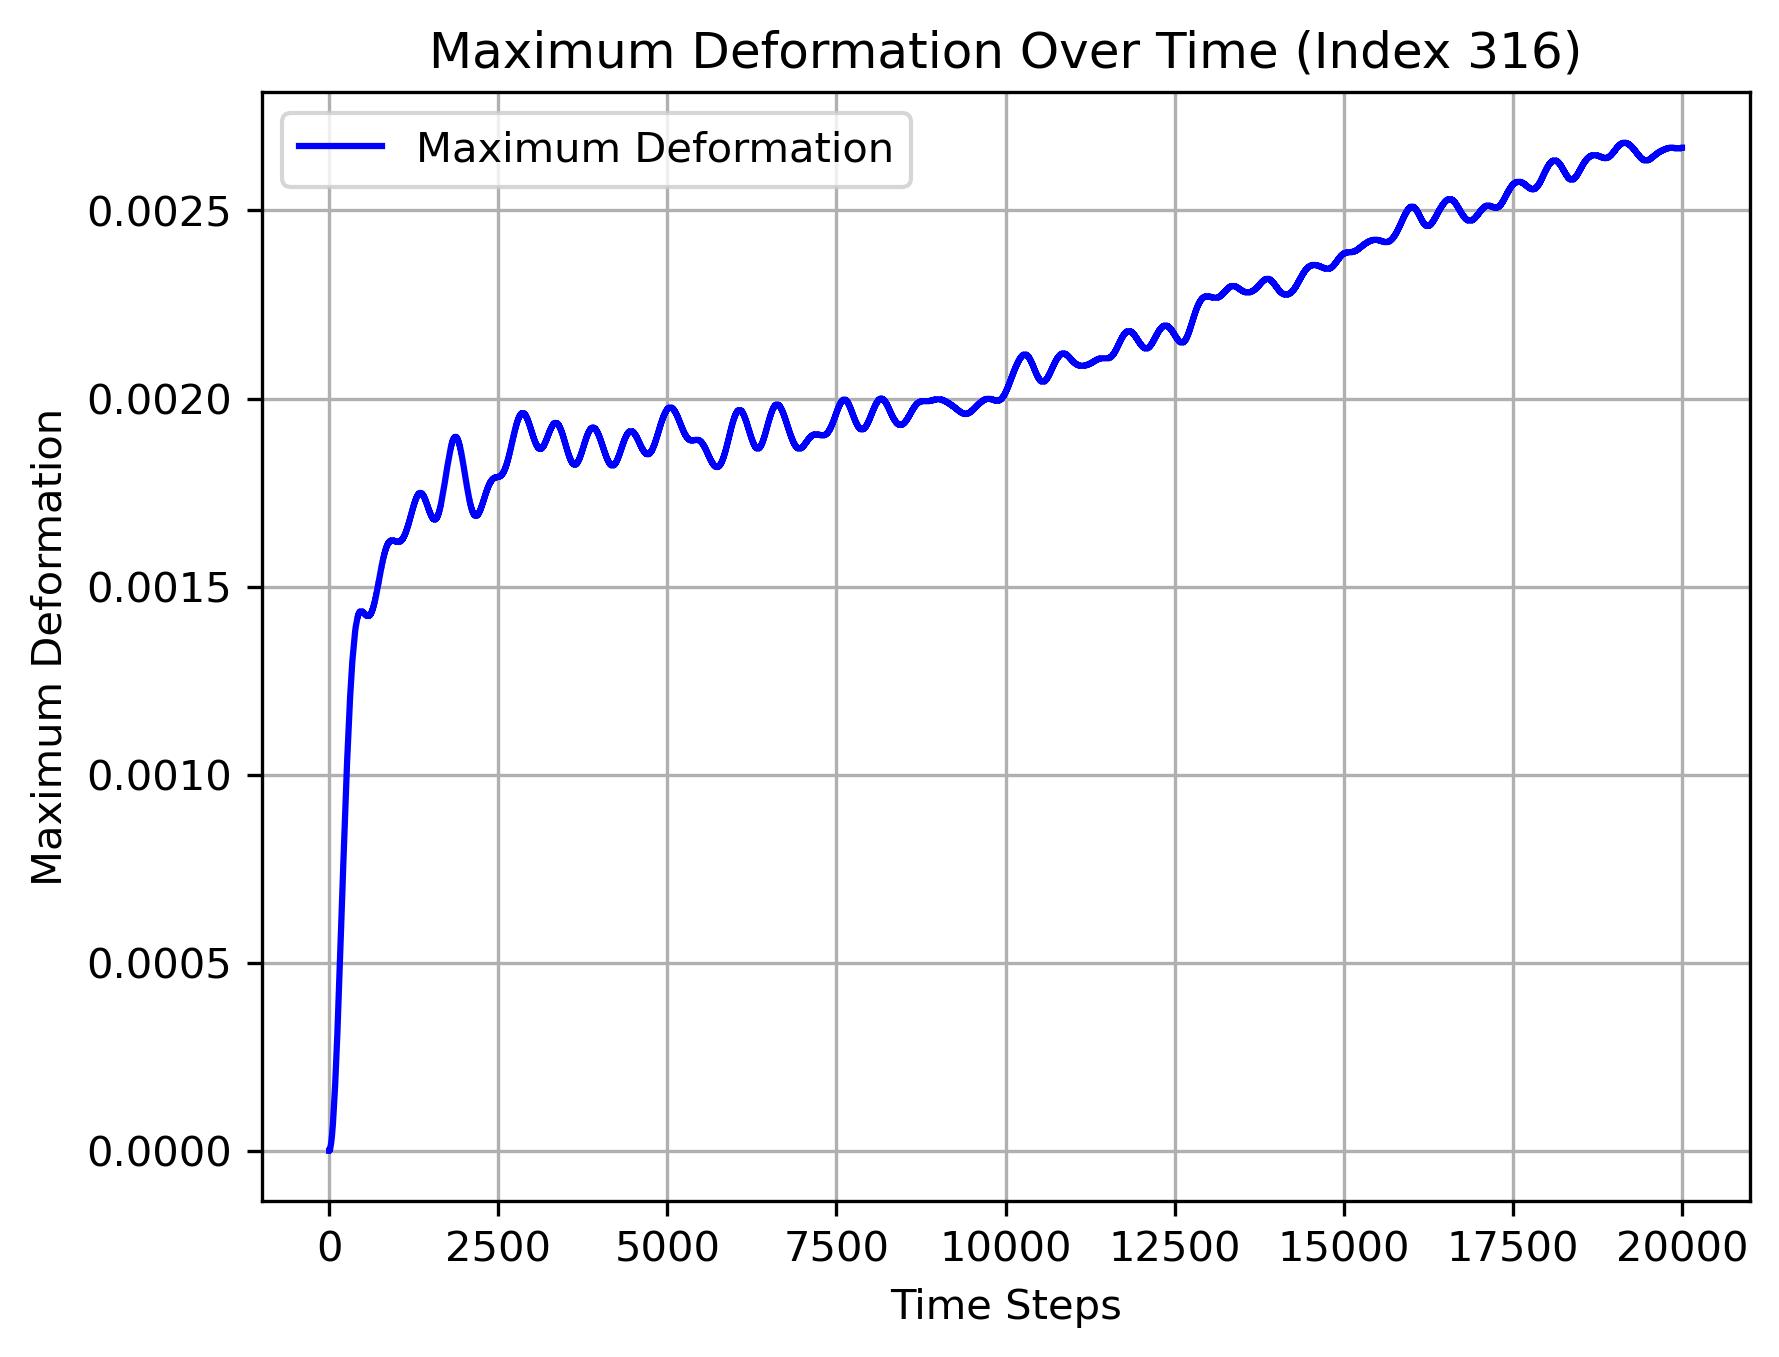 Maximum Deformation Over Time (Index 316)
Maximum Deformation
Maximum Deformation
0.0025
0.0020
0.0015
0.0010
0.0005
0.0000
0 2500 5000 7500 10000 12500 15000 17500 20000
Time Steps